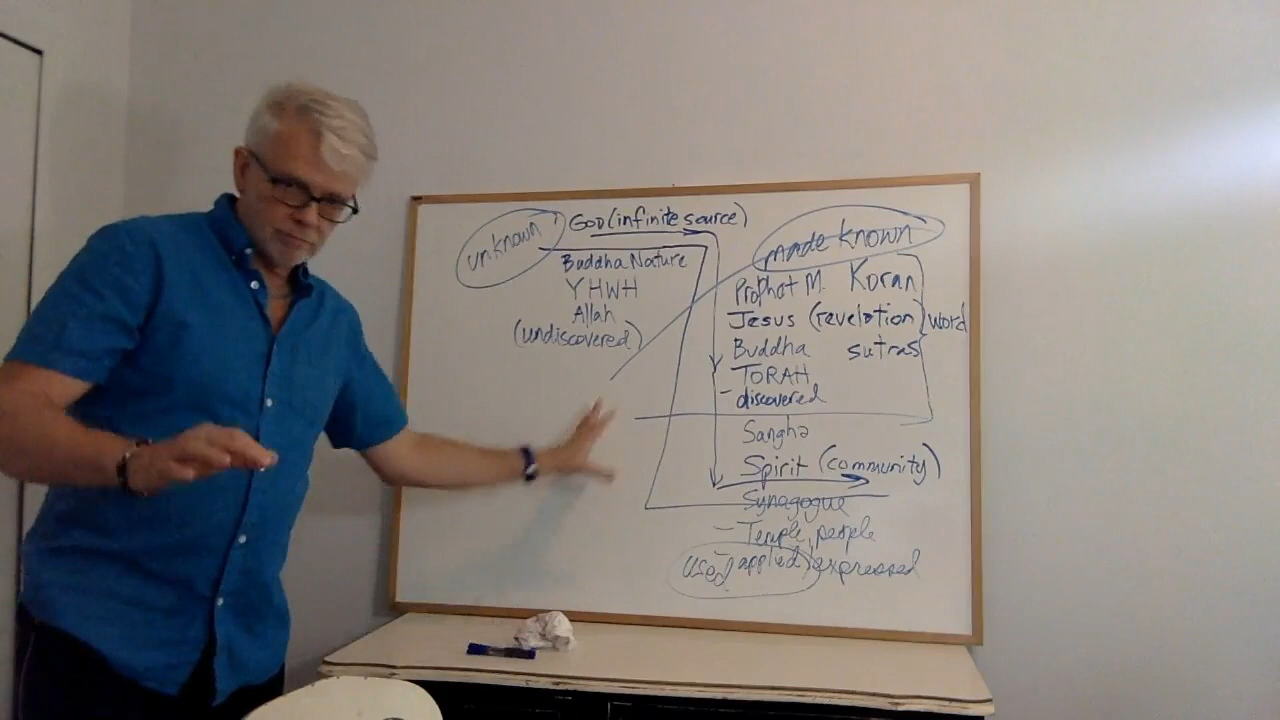 unknown
GOD (infinite source)
Buddha Nature
YHWH
Allah
(undiscovered)
made known
Prophet M. Koran
Jesus (revelation) word
Buddha sutras
TORAH
- discovered
Sangha
Spirit (community)
Synagogue
- Temple, people
used, applied, expressed